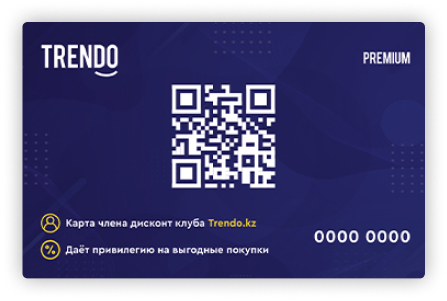 TRENDO
PREMIUM
Карта члена дисконт клуба Trendo.kz
Даёт привилегию на выгодные покупки
0000 0000